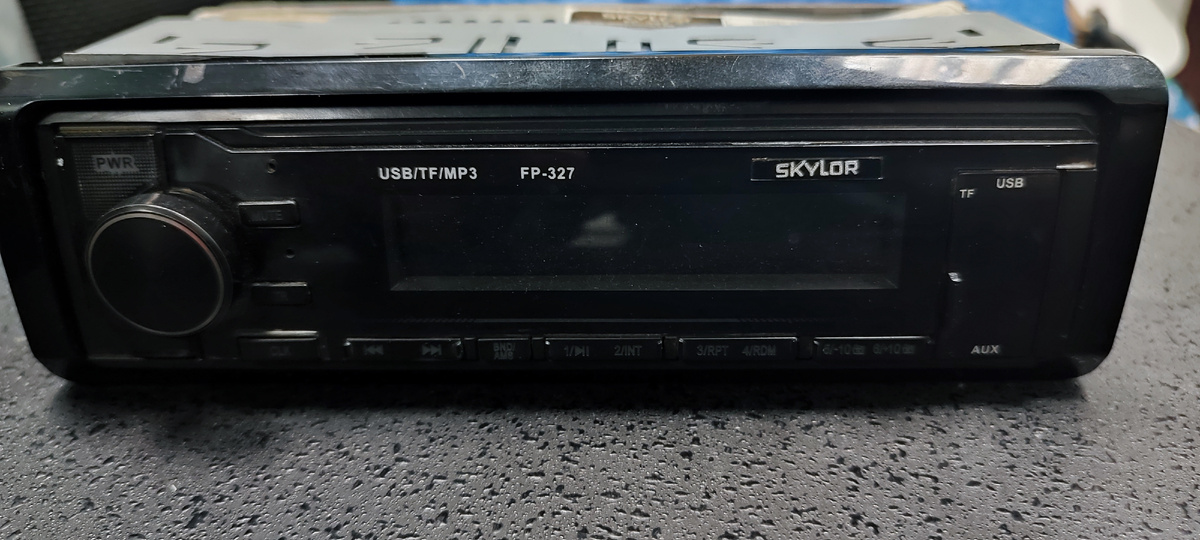 PWR
USB/TF/MP3 FP-327
SKYLOR
TF USB
1/▶II 2/INT
3/RPT 4/RDM
AUX